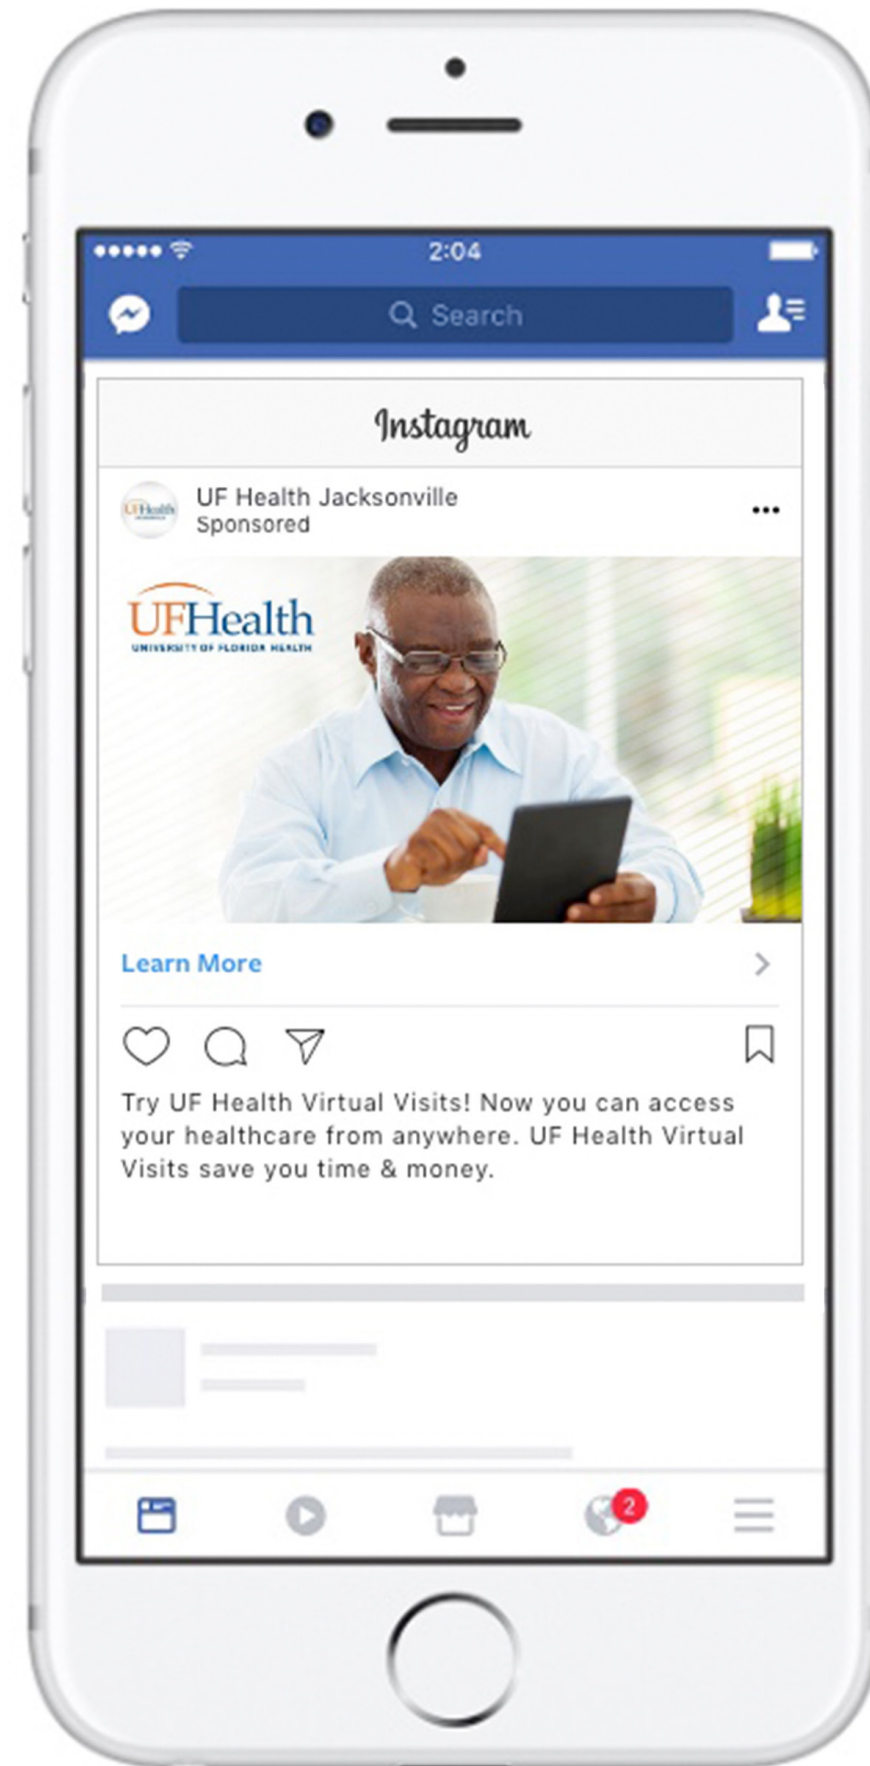 2:04
Search
Instagram
UF Health Jacksonville
Sponsored
UFHealth
UFHealth
UNIVERSITY OF FLORIDA HEALTH
Learn More
Try UF Health Virtual Visits! Now you can access
your healthcare from anywhere. UF Health Virtual
Visits save you time & money.
2